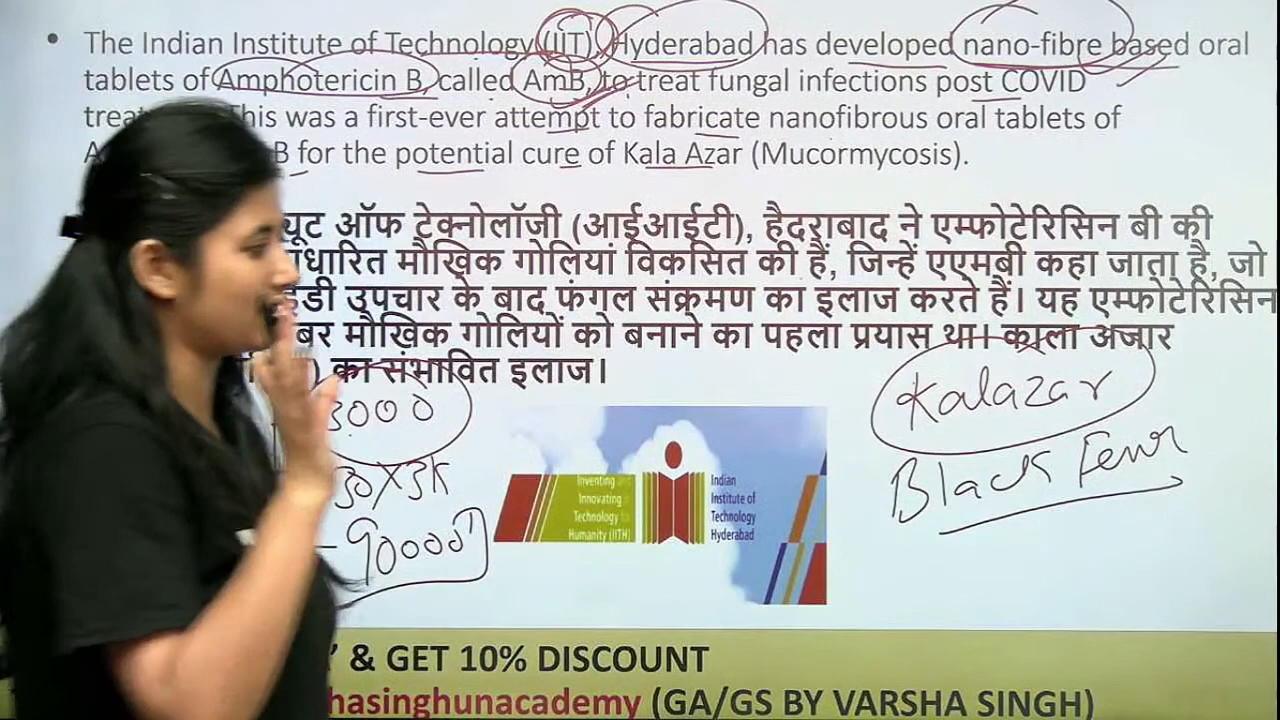 The Indian Institute of Technology (IIT), Hyderabad has developed nano-fibre based oral
tablets of Amphotericin B, called AmB, to treat fungal infections post COVID
This was a first-ever attempt to fabricate nanofibrous oral tablets of
B for the potential cure of Kala Azar (Mucormycosis).
ऑफ टेक्नोलॉजी (आईआईटी), हैदराबाद ने एम्फोटेरिसिन बी की
मौखिक गोलियां विकसित की हैं, जिन्हें एएमबी कहा जाता है, जो
उपचार के बाद फंगल संक्रमण का इलाज करते हैं। यह एम्फोटेरिसिन
मौखिक गोलियों को बनाने का पहला प्रयास था। काला अजार
का संभावित इलाज।
3000
30X3K
90000
Kalazar
Black Fever
Inventing and
Innovating in
Technology for
Humanity (IITH)
Indian
Institute of
Technology
Hyderabad
& GET 10% DISCOUNT
hasinghunacademy (GA/GS BY VARSHA SINGH)